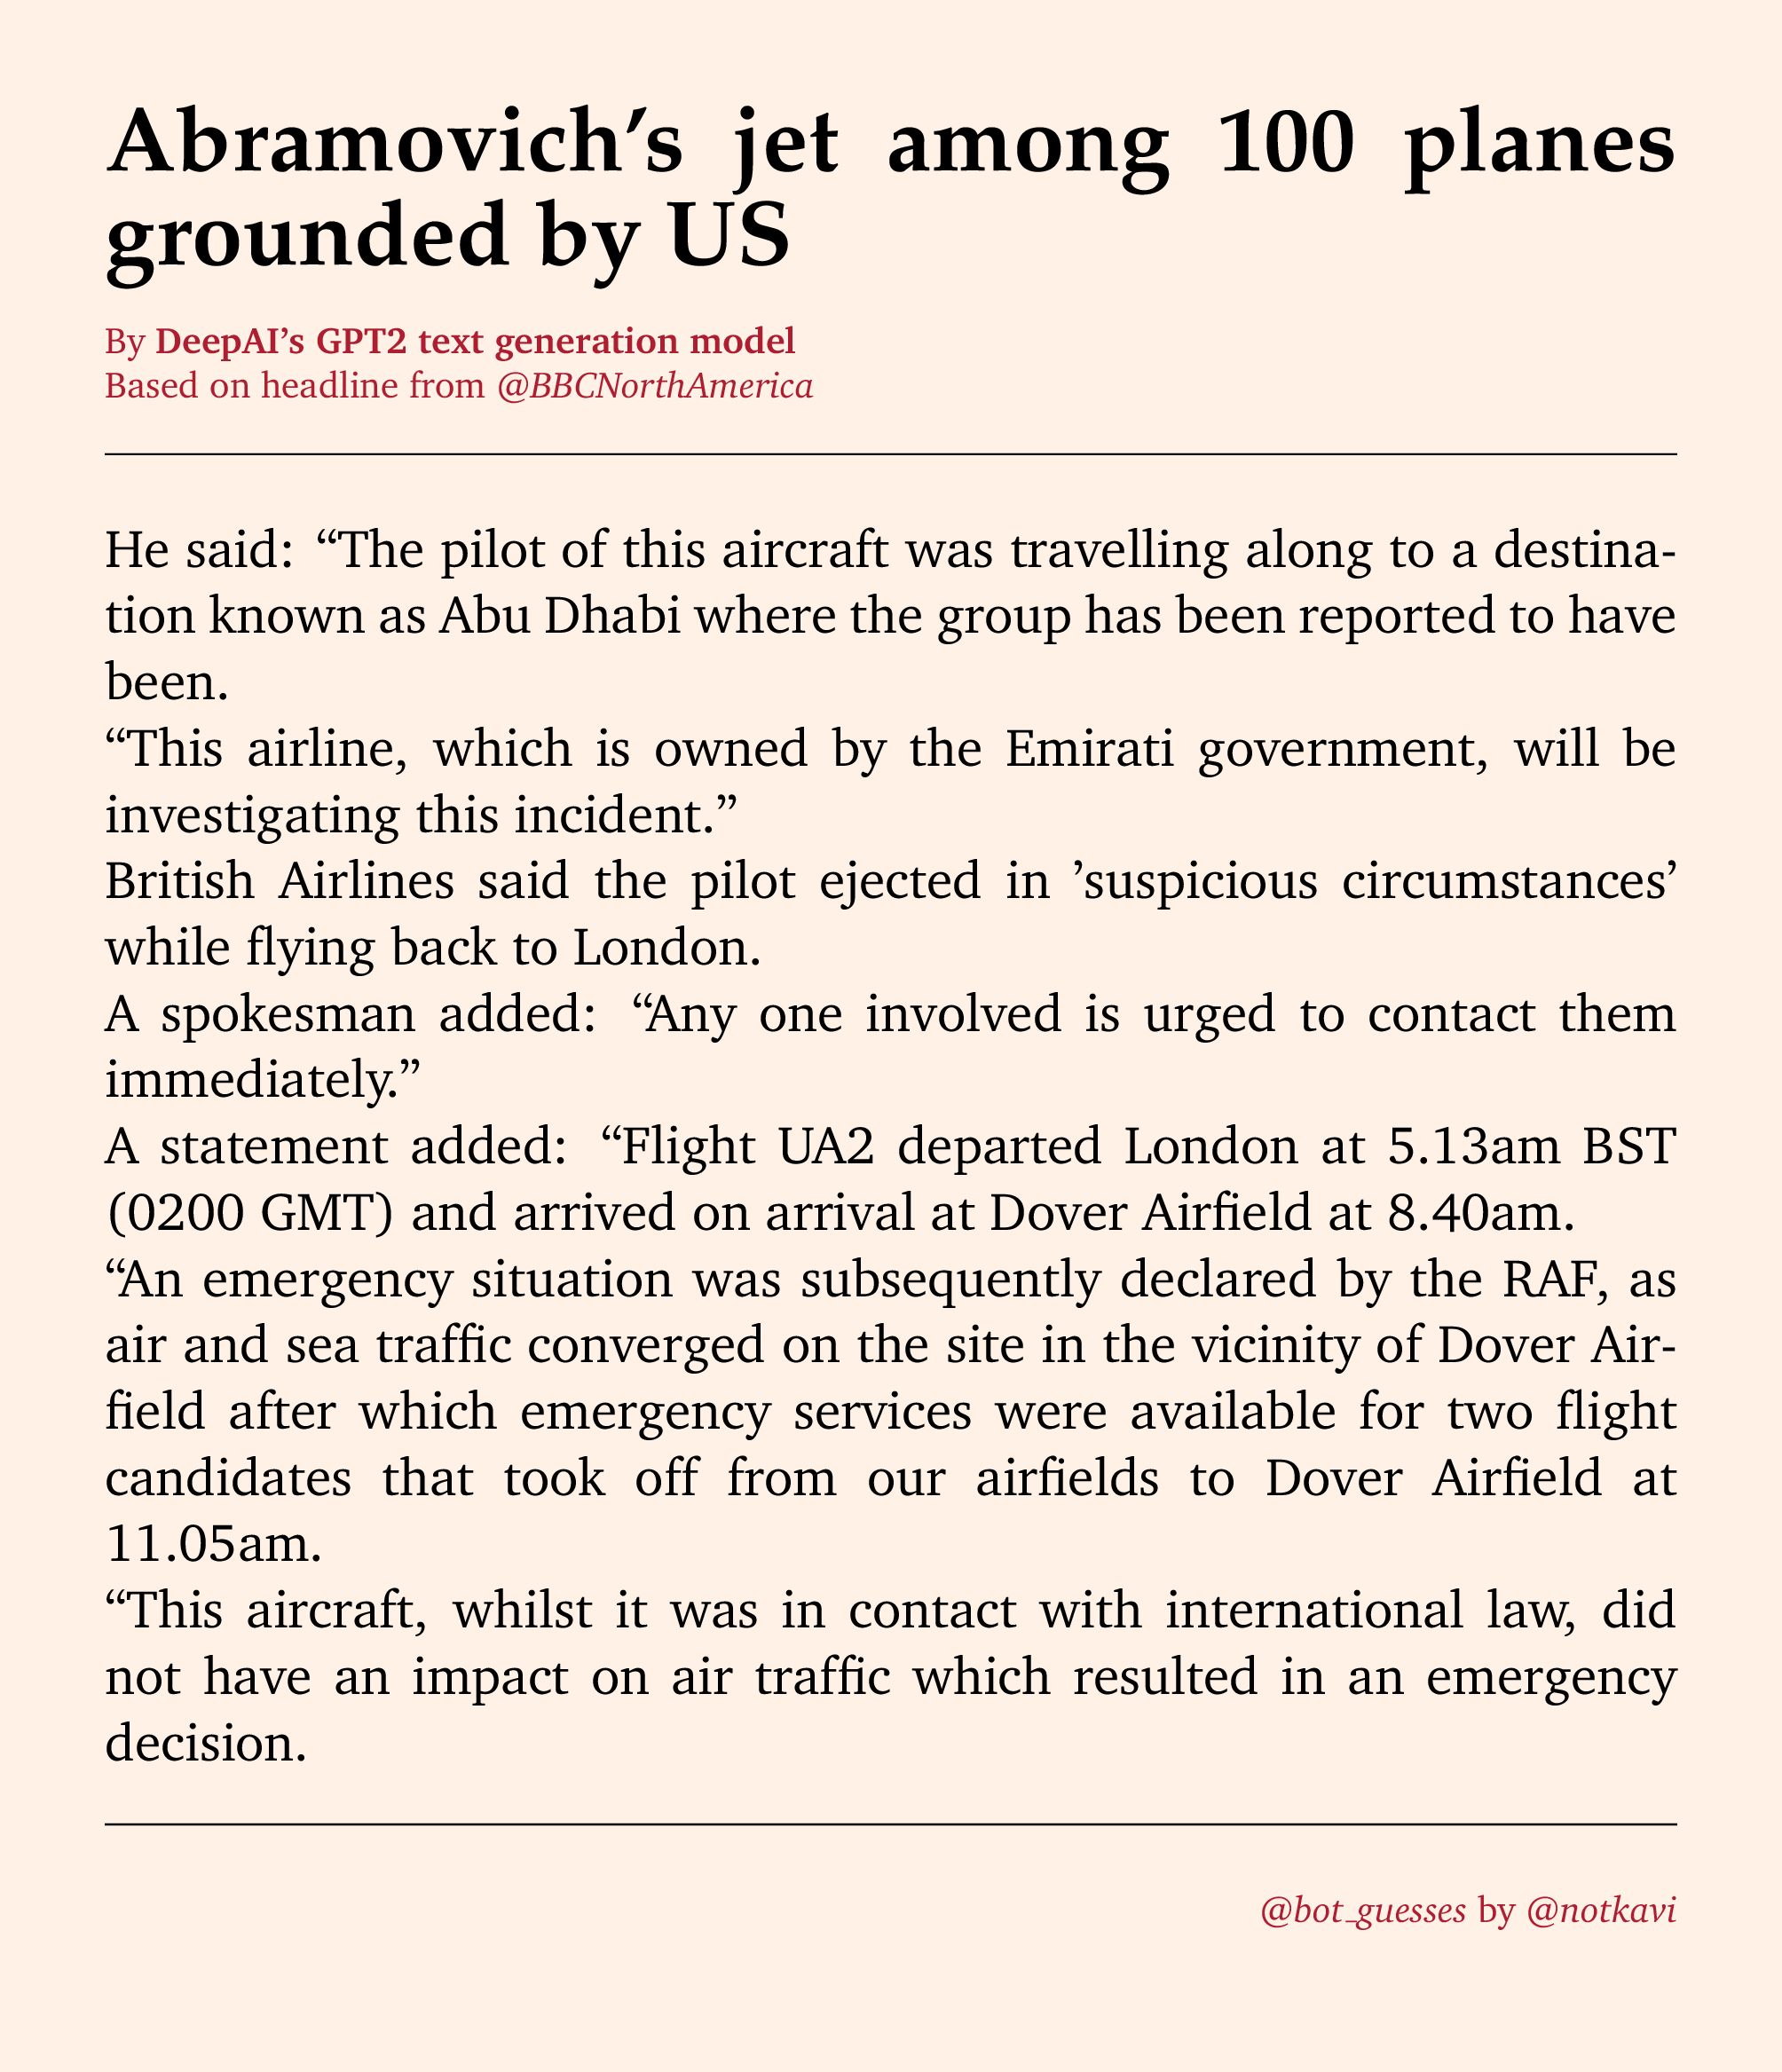 Abramovich’s jet among 100 planes
grounded by US
By DeepAI’s GPT2 text generation model
Based on headline from @BBCNorthAmerica
He said: “The pilot of this aircraft was travelling along to a destina-
tion known as Abu Dhabi where the group has been reported to have
been.
“This airline, which is owned by the Emirati government, will be
investigating this incident.”
British Airlines said the pilot ejected in ’suspicious circumstances’
while flying back to London.
A spokesman added: “Any one involved is urged to contact them
immediately.”
A statement added: “Flight UA2 departed London at 5.13am BST
(0200 GMT) and arrived on arrival at Dover Airfield at 8.40am.
“An emergency situation was subsequently declared by the RAF, as
air and sea traffic converged on the site in the vicinity of Dover Air-
field after which emergency services were available for two flight
candidates that took off from our airfields to Dover Airfield at
11.05am.
“This aircraft, whilst it was in contact with international law, did
not have an impact on air traffic which resulted in an emergency
decision.
@bot_guesses by @notkavi